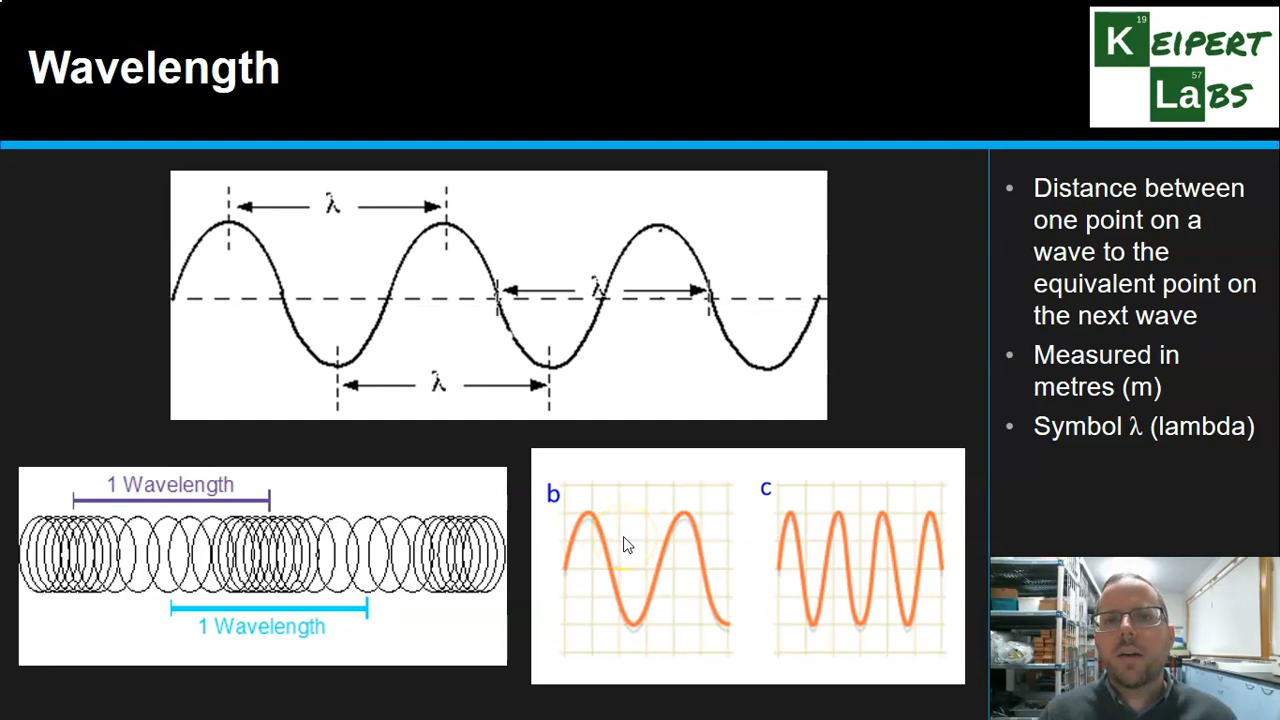 Wavelength
19
K EIPERT
57
La BS
λ
λ
λ
• Distance between
one point on a
wave to the
equivalent point on
the next wave
• Measured in
metres (m)
• Symbol λ (lambda)
1 Wavelength
1 Wavelength
b
c